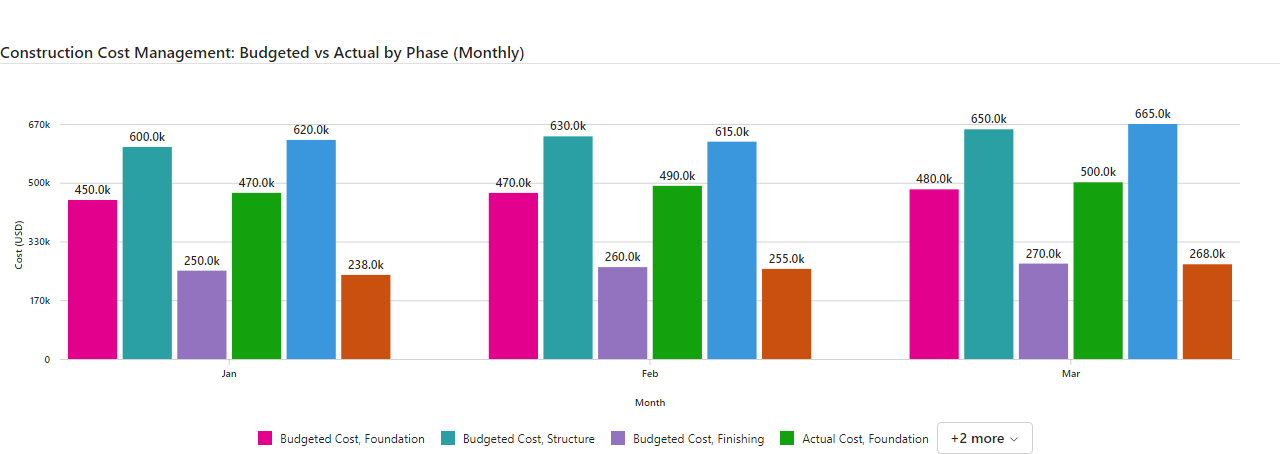 Construction Cost Management: Budgeted vs Actual by Phase (Monthly)
670k
500k
330k
170k
0
Cost (USD)
450.0k 600.0k 250.0k 470.0k 620.0k 238.0k
470.0k 630.0k 260.0k 490.0k 615.0k 255.0k
480.0k 650.0k 270.0k 500.0k 665.0k 268.0k
Jan Feb Mar
Month
Budgeted Cost, Foundation Budgeted Cost, Structure Budgeted Cost, Finishing Actual Cost, Foundation +2 more